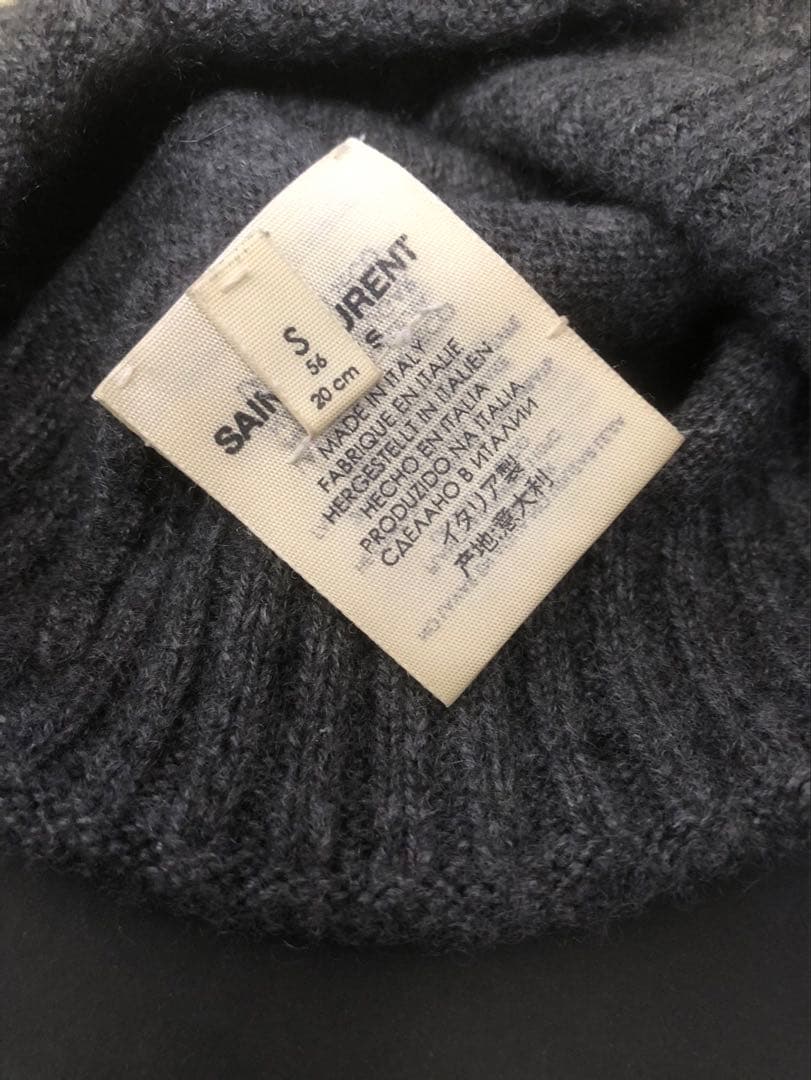 SAIN URENT
S
S
56
20 cm
MADE IN ITALY
FABRIQUE EN ITALIE
HERGESTELLT IN ITALIEN
HECHO EN ITALIA
PRODUZIDO NA ITALIA
СДЕЛАНО В ИТАЛИИ
イタリア製
产地:意大利